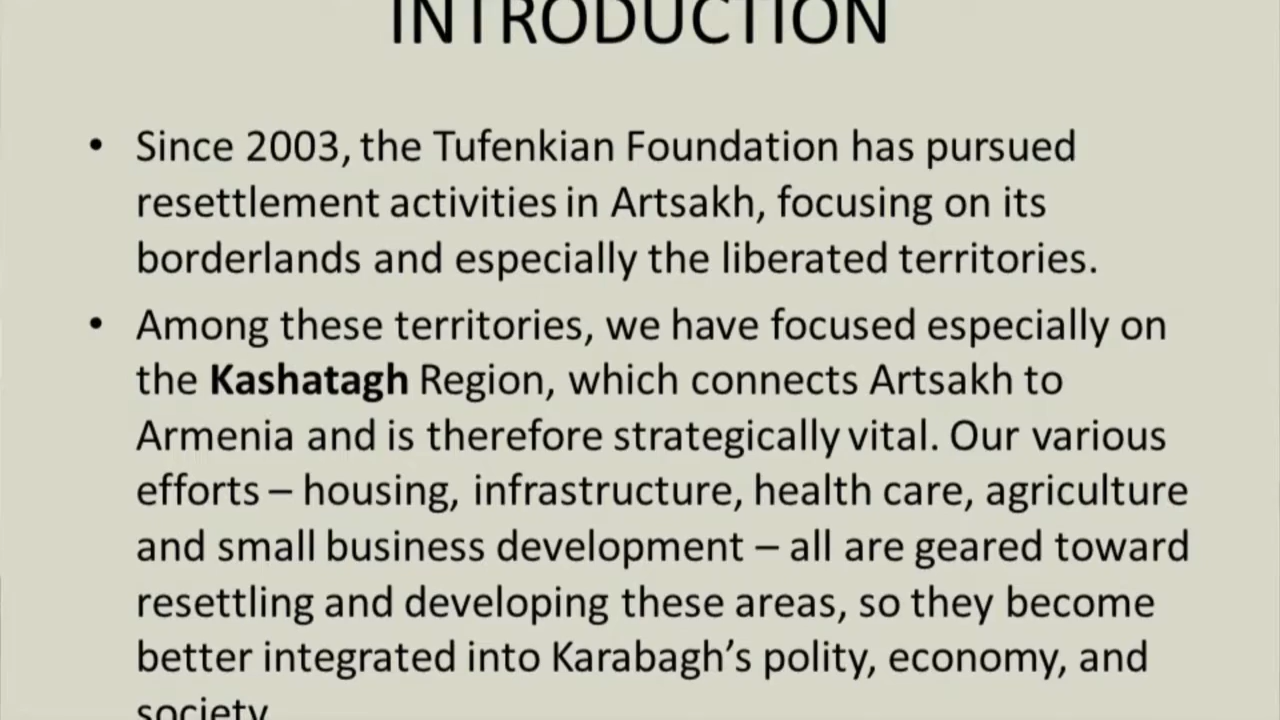 INTRODUCTION
• Since 2003, the Tufenkian Foundation has pursued
resettlement activities in Artsakh, focusing on its
borderlands and especially the liberated territories.
• Among these territories, we have focused especially on
the Kashatagh Region, which connects Artsakh to
Armenia and is therefore strategically vital. Our various
efforts – housing, infrastructure, health care, agriculture
and small business development – all are geared toward
resettling and developing these areas, so they become
better integrated into Karabagh’s polity, economy, and
society.